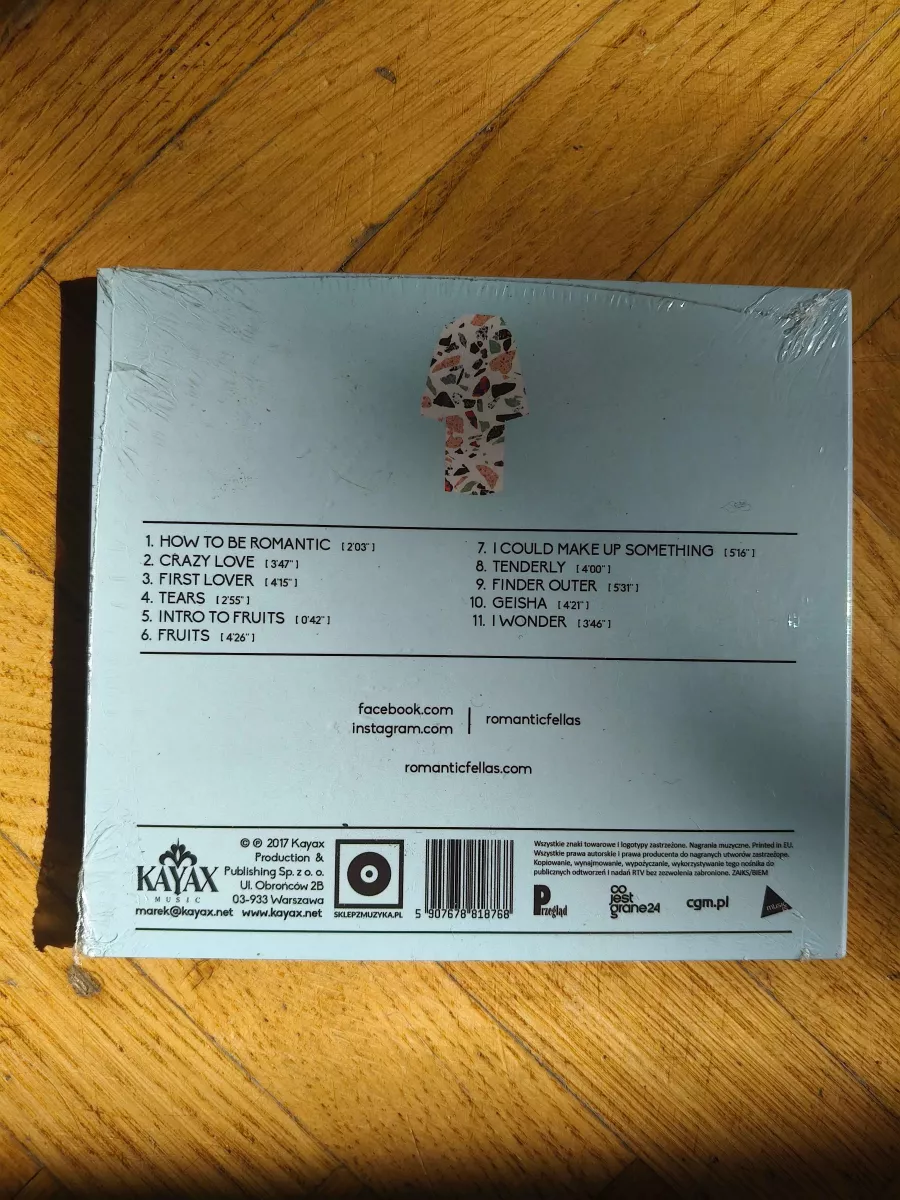 1. HOW TO BE ROMANTIC [ 2'03" ]
2. CRAZY LOVE [ 3'47" ]
3. FIRST LOVER [ 4'15" ]
4. TEARS [ 2'55" ]
5. INTRO TO FRUITS [ 0'42" ]
6. FRUITS [ 4'26" ]
7. I COULD MAKE UP SOMETHING [ 5'16" ]
8. TENDERLY [ 4'00" ]
9. FINDER OUTER [ 5'31" ]
10. GEISHA [ 4'21" ]
11. I WONDER [ 3'46" ]
facebook.com
instagram.com
romanticfellas
romanticfellas.com
KAYAX
MUSIC
© ℗ 2017 Kayax
Production &
Publishing Sp. z o. o.
Ul. Obrońców 2B
03-933 Warszawa
marek@kayax.net www.kayax.net
SKLEPZMUZYKA.PL
5 907678 818768
Wszystkie znaki towarowe i logotypy zastrzeżone. Nagrania muzyczne. Printed in EU.
Wszystkie prawa autorskie i prawa producenta do nagranych utworów zastrzeżone.
Kopiowanie, wynajmowanie, wypożyczanie, wykorzystywanie tego nośnika do
publicznych odtworzeń i nadań RTV bez zezwolenia zabronione. ZAIKS/BIEM
Przegląd
co
jest
grane24
cgm.pl
music